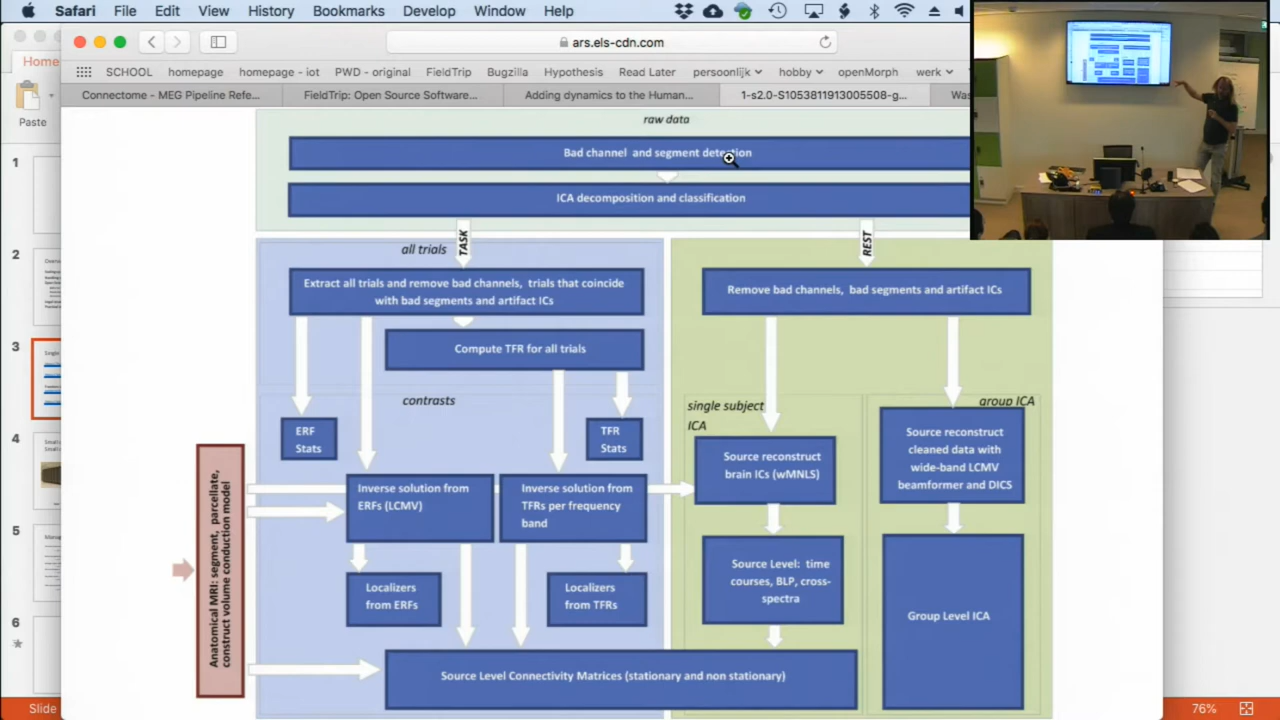 Safari File Edit View History Bookmarks Develop Window Help
Home
ars.els-cdn.com
SCHOOL homepage homepage - iot PWD - origineel FieldTrip Bugzilla Hypothesis Read Later persoonlijk hobby openMorph werk
Connectome - MEG Pipeline Refe... FieldTrip: Open Source Software... Adding dynamics to the Human... 1-s2.0-S1053811913005508-g... Was
Paste
raw data
Bad channel and segment detection
ICA decomposition and classification
TASK
REST
all trials
Extract all trials and remove bad channels, trials that coincide
with bad segments and artifact ICs
Remove bad channels, bad segments and artifact ICs
Compute TFR for all trials
contrasts
single subject
ICA
group ICA
ERF
Stats
TFR
Stats
Source reconstruct
brain ICs (wMNLS)
Source reconstruct
cleaned data with
wide-band LCMV
beamformer and DICS
Anatomical MRI: segment, parcellate,
construct volume conduction model
Inverse solution from
ERFs (LCMV)
Inverse solution from
TFRs per frequency
band
Source Level: time
courses, BLP, cross-
spectra
Localizers
from ERFs
Localizers
from TFRs
Group Level ICA
Source Level Connectivity Matrices (stationary and non stationary)
1
2
3
4
5
6
Slide
76%